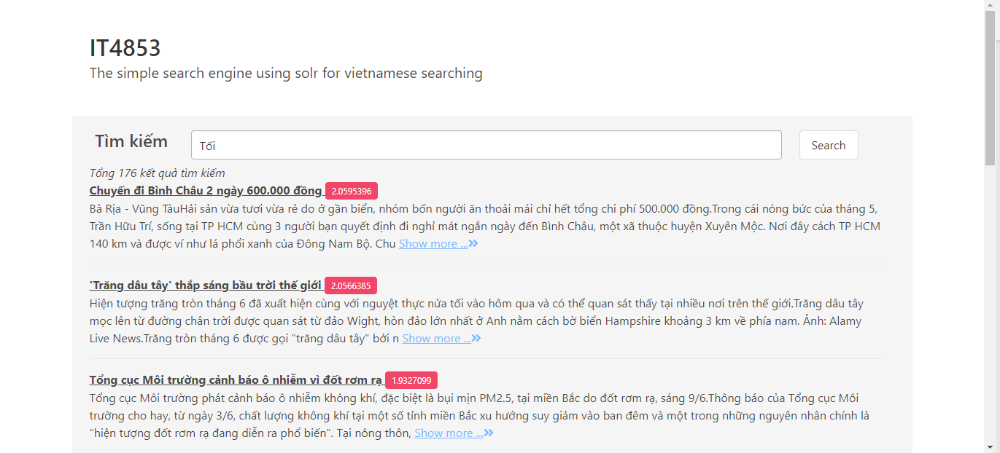 IT4853
The simple search engine using solr for vietnamese searching
Tìm kiếm Tối Search
Tổng 176 kết quả tìm kiếm
Chuyến đi Bình Châu 2 ngày 600.000 đồng 2.0595396
Bà Rịa - Vũng TàuHải sản vừa tươi vừa rẻ do ở gần biển, nhóm bốn người ăn thoải mái chỉ hết tổng chi phí 500.000 đồng.Trong cái nóng bức của tháng 5,
Trần Hữu Trí, sống tại TP HCM cùng 3 người bạn quyết định đi nghỉ mát ngắn ngày đến Bình Châu, một xã thuộc huyện Xuyên Mộc. Nơi đây cách TP HCM
140 km và được ví như lá phổi xanh của Đông Nam Bộ. Chu Show more ...
'Trăng dâu tây' thắp sáng bầu trời thế giới 2.0566385
Hiện tượng trăng tròn tháng 6 đã xuất hiện cùng với nguyệt thực nửa tối vào hôm qua và có thể quan sát thấy tại nhiều nơi trên thế giới.Trăng dâu tây
mọc lên từ đường chân trời được quan sát từ đảo Wight, hòn đảo lớn nhất ở Anh nằm cách bờ biển Hampshire khoảng 3 km về phía nam. Ảnh: Alamy
Live News.Trăng tròn tháng 6 được gọi "trăng dâu tây" bởi n Show more ...
Tổng cục Môi trường cảnh báo ô nhiễm vì đốt rơm rạ 1.9327099
Tổng cục Môi trường phát cảnh báo ô nhiễm không khí, đặc biệt là bụi mịn PM2.5, tại miền Bắc do đốt rơm rạ, sáng 9/6.Thông báo của Tổng cục Môi
trường cho hay, từ ngày 3/6, chất lượng không khí tại một số tỉnh miền Bắc xu hướng suy giảm vào ban đêm và một trong những nguyên nhân chính là
"hiện tượng đốt rơm rạ đang diễn ra phổ biến". Tại nông thôn, Show more ...